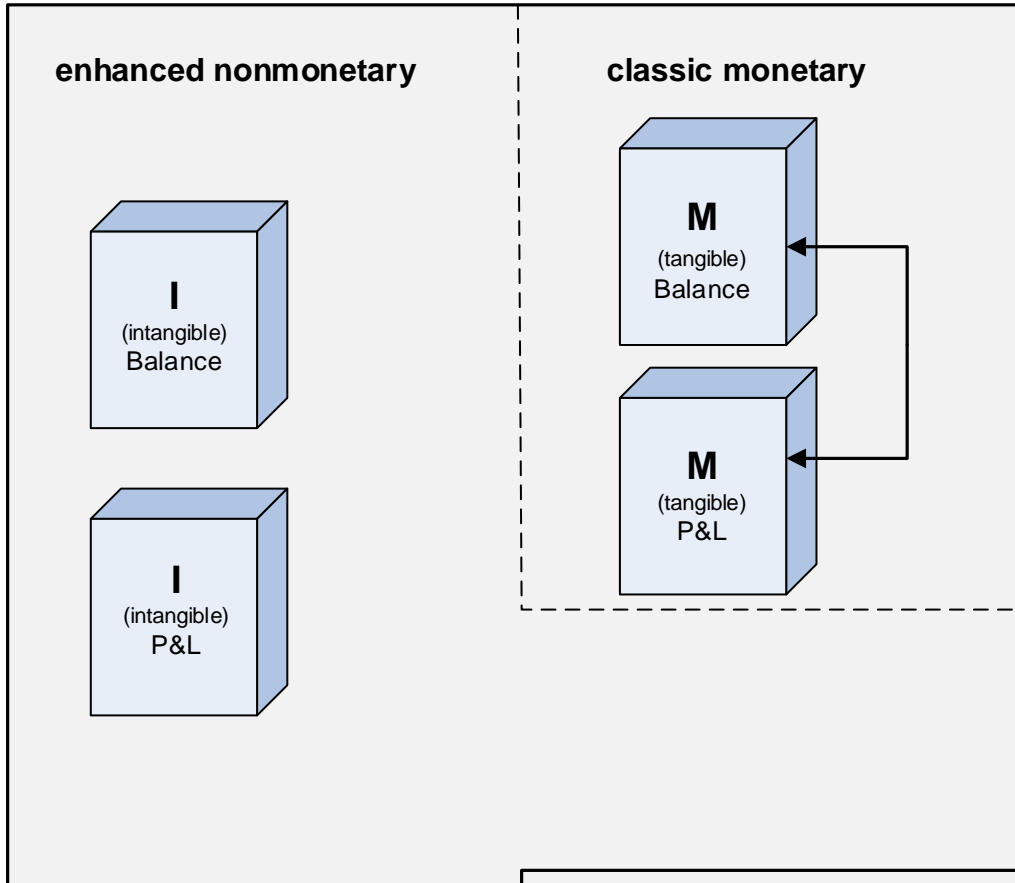 enhanced nonmonetary
classic monetary
I
(intangible)
Balance
I
(intangible)
P&L
M
(tangible)
Balance
M
(tangible)
P&L